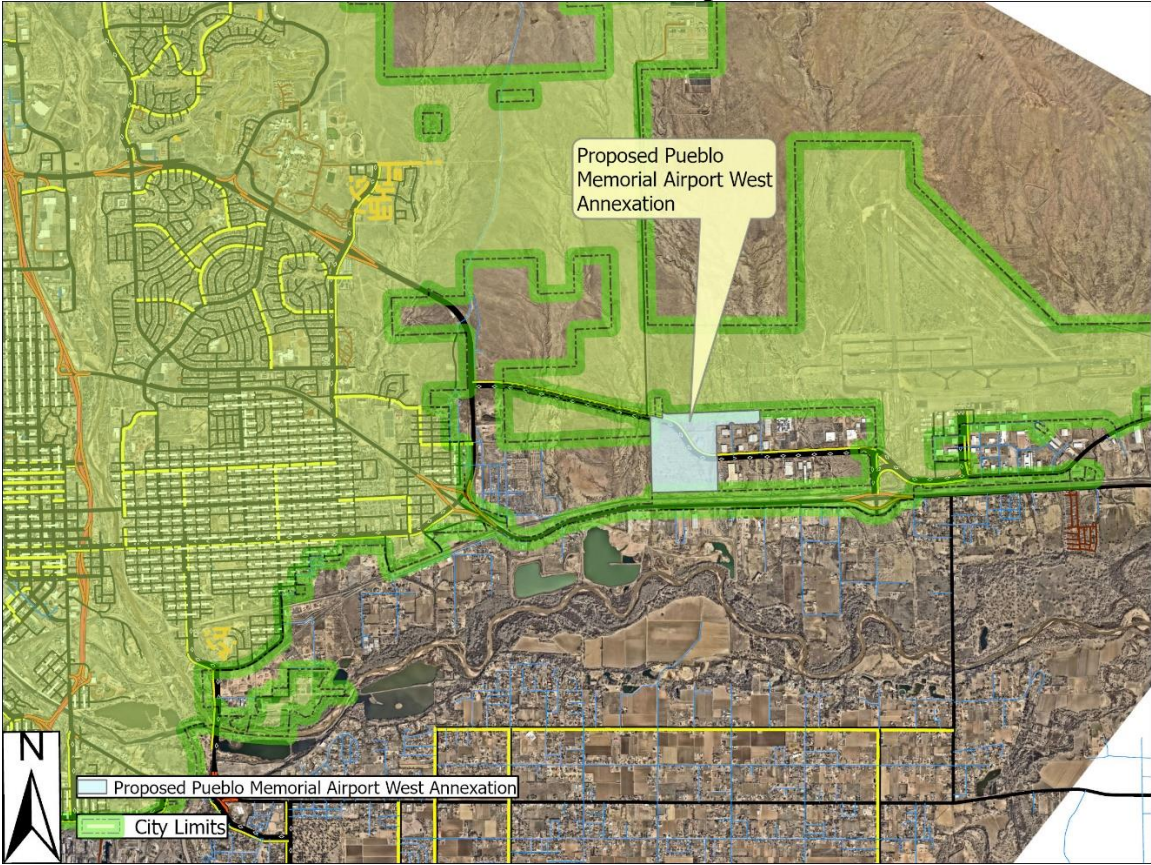 Proposed Pueblo
Memorial Airport West
Annexation
N
Proposed Pueblo Memorial Airport West Annexation
City Limits